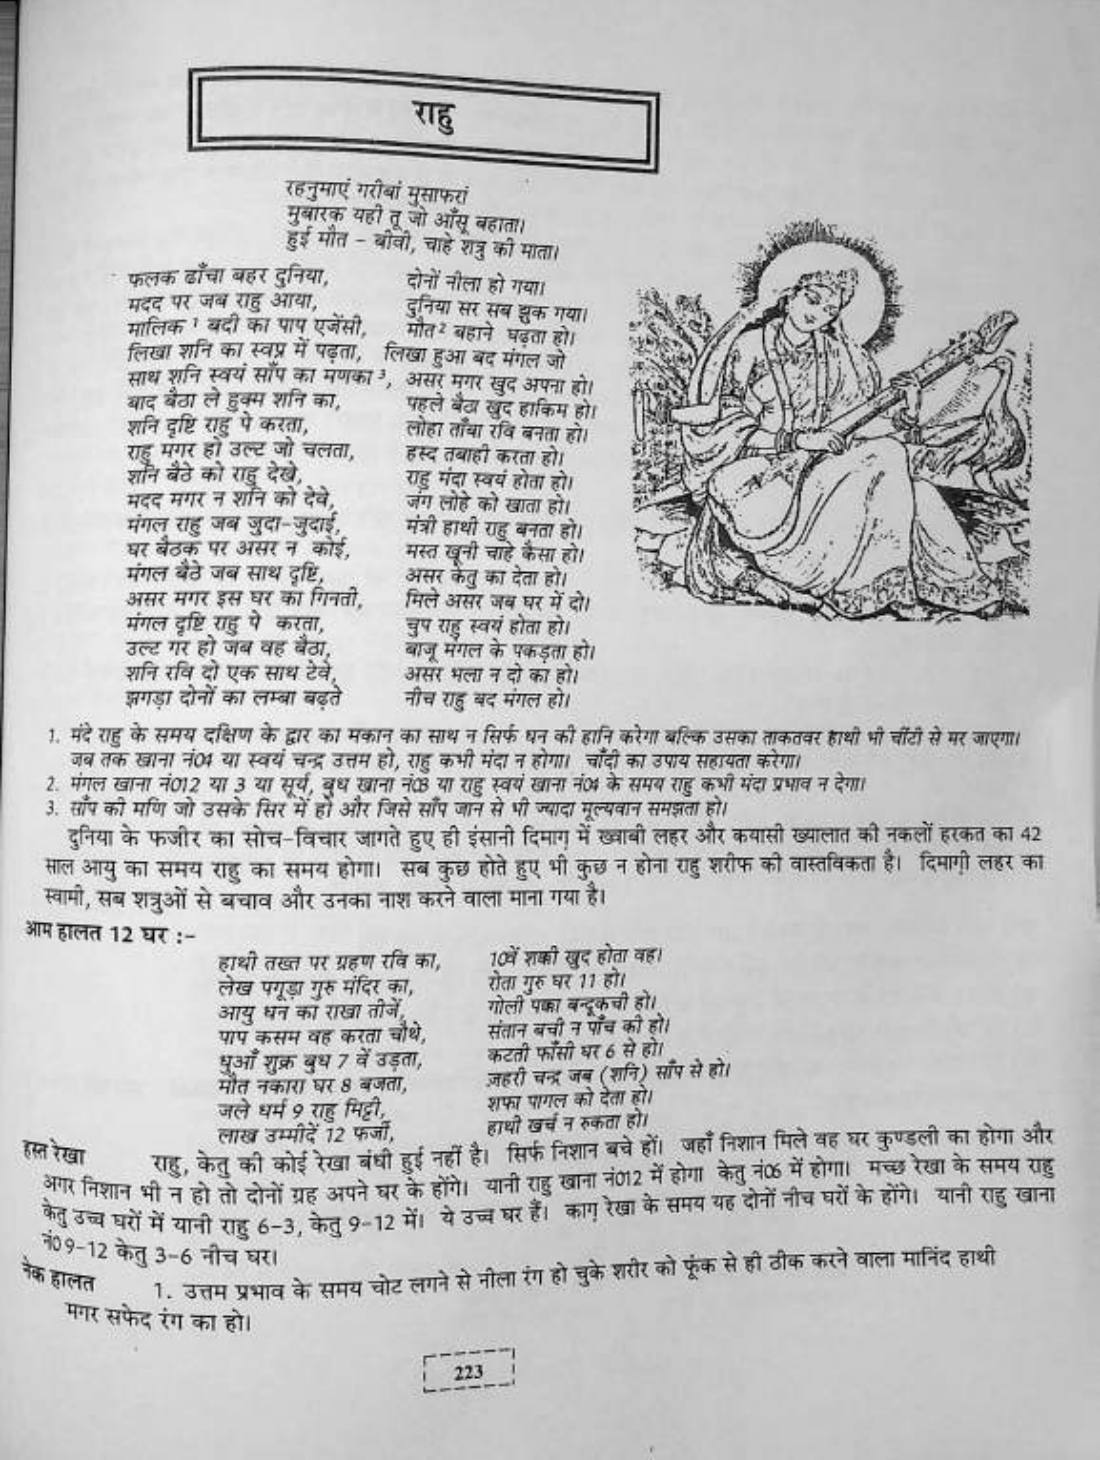 राहु
रहनुमाएं गरीबां मुसाफरां
मुबारक यही तू जो आँसू बहाता।
हुई मौत - बीवी, चाहे शत्रु की माता।
फलक ढाँचा बहर दुनिया, दोनों नीला हो गया।
मदद पर जब राहु आया, दुनिया सर सब झुक गया।
मालिक 1 बदी का पाप एजेंसी, मौत 2 बहाने घढ़ता हो।
लिखा शनि का स्वप्न में पढ़ता, लिखा हुआ बद मंगल जो
साथ शनि स्वयं साँप का मणका 3, असर मगर खुद अपना हो।
बाद बैठा ले हुक्म शनि का, पहले बैठा खुद हाकिम हो।
शनि दृष्टि राहु पे करता, लोहा ताँबा रवि बनता हो।
राहु मगर हो उल्ट जो चलता, हस्द तबाही करता हो।
शनि बैठे को राहु देखे, राहु मंदा स्वयं होता हो।
मदद मगर न शनि को देवे, जंग लोहे को खाता हो।
मंगल राहु जब जुदा-जुदाई, मंत्री हाथी राहु बनता हो।
घर बैठक पर असर न कोई, मस्त खूनी चाहे कैसा हो।
मंगल बैठे जब साथ दृष्टि, असर केतु का देता हो।
असर मगर इस घर का गिनती, मिले असर जब घर में दो।
मंगल दृष्टि राहु पे करता, चुप राहु स्वयं होता हो।
उल्ट गर हो जब वह बैठा, बाजू मंगल के पकड़ता हो।
शनि रवि दो एक साथ टेवे, असर भला न दो का हो।
झगड़ा दोनों का लम्बा बढ़ते नीच राहु बद मंगल हो।
1. मंदे राहु के समय दक्षिण के द्वार का मकान का साथ न सिर्फ धन की हानि करेगा बल्कि उसका ताकतवर हाथी भी चींटी से मर जाएगा।
जब तक खाना नं04 या स्वयं चन्द्र उत्तम हो, राहु कभी मंदा न होगा। चाँदी का उपाय सहायता करेगा।
2. मंगल खाना नं012 या 3 या सूर्य, बुध खाना नं03 या राहु स्वयं खाना नं04 के समय राहु कभी मंदा प्रभाव न देगा।
3. साँप की मणि जो उसके सिर में हो और जिसे साँप जान से भी ज्यादा मूल्यवान समझता हो।
दुनिया के फजीर का सोच-विचार जागते हुए ही इंसानी दिमाग में ख्वाबी लहर और कयासी ख्यालात की नकलों हरकत का 42
साल आयु का समय राहु का समय होगा। सब कुछ होते हुए भी कुछ न होना राहु शरीफ की वास्तविकता है। दिमाग़ी लहर का
स्वामी, सब शत्रुओं से बचाव और उनका नाश करने वाला माना गया है।
आम हालत 12 घर :-
हाथी तख्त पर ग्रहण रवि का, 10वें शक्की खुद होता वह।
लेख पगूड़ा गुरु मंदिर का, रोता गुरु घर 11 हो।
आयु धन का राखा तीजें, गोली पक्का बन्दूकची हो।
पाप कसम वह करता चौथे, संतान बची न पाँच की हो।
धुआँ शुक्र बुध 7 वें उड़ता, कटती फाँसी घर 6 से हो।
मौत नकारा घर 8 बजता, ज़हरी चन्द्र जब (शनि) साँप से हो।
जले धर्म 9 राहु मिट्टी, शफा पागल को देता हो।
लाख उम्मीदें 12 फर्जी, हाथी खर्च न रुकता हो।
हस्त रेखा राहु, केतु की कोई रेखा बंधी हुई नहीं है। सिर्फ निशान बचे हों। जहाँ निशान मिले वह घर कुण्डली का होगा और
अगर निशान भी न हो तो दोनों ग्रह अपने घर के होंगे। यानी राहु खाना नं012 में होगा केतु नं06 में होगा। मच्छ रेखा के समय राहु
केतु उच्च घरों में यानी राहु 6-3, केतु 9-12 में। ये उच्च घर हैं। काग़ रेखा के समय यह दोनों नीच घरों के होंगे। यानी राहु खाना
नं09-12 केतु 3-6 नीच घर।
नेक हालत 1. उत्तम प्रभाव के समय चोट लगने से नीला रंग हो चुके शरीर को फूंक से ही ठीक करने वाला मानिंद हाथी
मगर सफेद रंग का हो।
223